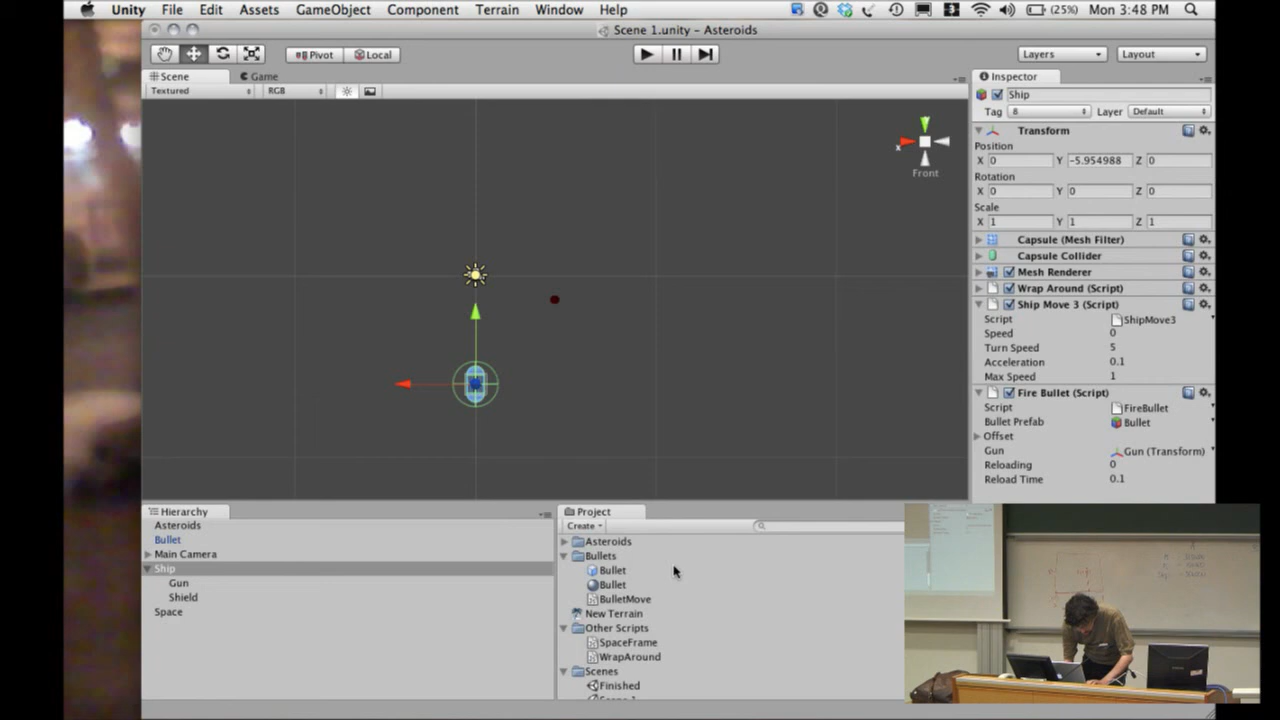 Unity File Edit Assets GameObject Component Terrain Window Help (25%) Mon 3:48 PM
Scene 1.unity - Asteroids
Pivot Local Layers Layout
Scene Game Inspector
Textured RGB
Ship
Tag 8 Layer Default
Transform
Position
X 0 Y -5.954988 Z 0
Rotation
X 0 Y 0 Z 0
Scale
X 1 Y 1 Z 1
Capsule (Mesh Filter)
Capsule Collider
Mesh Renderer
Wrap Around (Script)
Ship Move 3 (Script)
Script ShipMove3
Speed 0
Turn Speed 5
Acceleration 0.1
Max Speed 1
Fire Bullet (Script)
Script FireBullet
Bullet Prefab Bullet
Offset
Gun Gun (Transform)
Reloading 0
Reload Time 0.1
y
x
Front
Hierarchy
Asteroids
Bullet
Main Camera
Ship
Gun
Shield
Space
Project
Create
Asteroids
Bullets
Bullet
Bullet
BulletMove
New Terrain
Other Scripts
SpaceFrame
WrapAround
Scenes
Finished